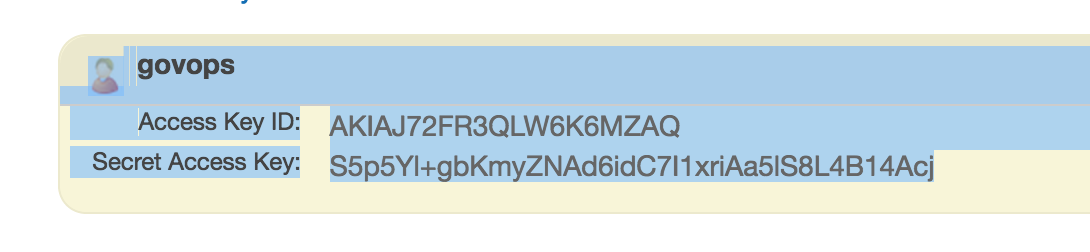 govops
Access Key ID: AKIAJ72FR3QLW6K6MZAQ
Secret Access Key: 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